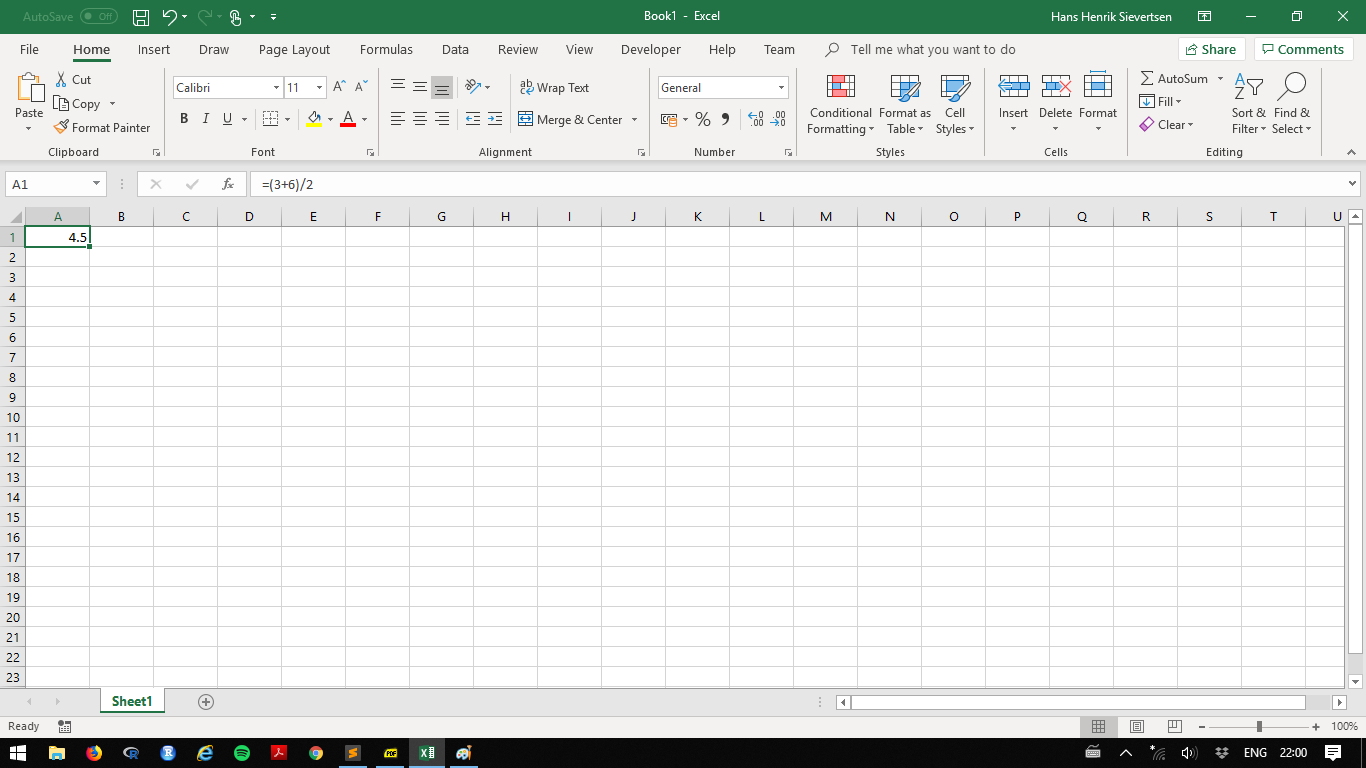 AutoSave Off Book1 - Excel Hans Henrik Sievertsen
File Home Insert Draw Page Layout Formulas Data Review View Developer Help Team Tell me what you want to do Share Comments
Paste
Cut
Copy
Format Painter
Clipboard
Calibri 11
B I U A
Font
ab Wrap Text
Merge & Center
Alignment
General
% , .00 .0
Number
Conditional Formatting
Format as Table
Cell Styles
Styles
Insert Delete Format
Cells
AutoSum
Fill
Clear
Sort & Filter
Find & Select
Editing
A1 fx =(3+6)/2
A B C D E F G H I J K L M N O P Q R S T U
1 4.5
2
3
4
5
6
7
8
9
10
11
12
13
14
15
16
17
18
19
20
21
22
23
Sheet1
Ready 100%
ENG 22:00